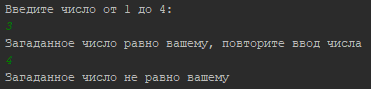 Введите число от 1 до 4:
3
Загаданное число равно вашему, повторите ввод числа
4
Загаданное число не равно вашему